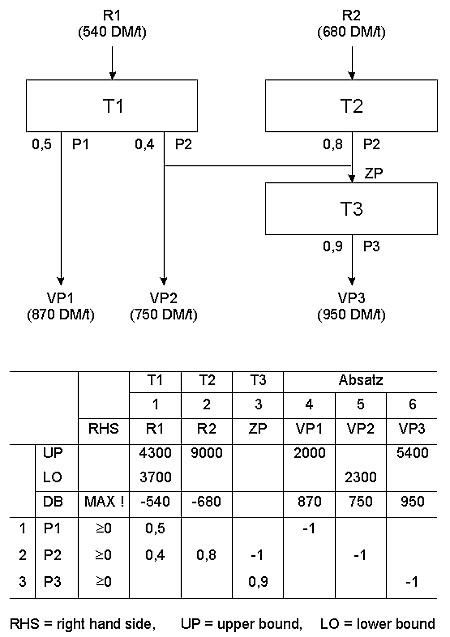 R1 R2
(540 DM/t) (680 DM/t)
T1 T2
0,5 P1 0,4 P2 0,8 P2
ZP
T3
0,9 P3
VP1 VP2 VP3
(870 DM/t) (750 DM/t) (950 DM/t)
T1 T2 T3 Absatz
1 2 3 4 5 6
RHS R1 R2 ZP VP1 VP2 VP3
UP 4300 9000 2000 5400
LO 3700 2300
DB MAX ! -540 -680 870 750 950
1 P1 ≥0 0,5 -1
2 P2 ≥0 0,4 0,8 -1 -1
3 P3 ≥0 0,9 -1
RHS = right hand side, UP = upper bound, LO = lower bound